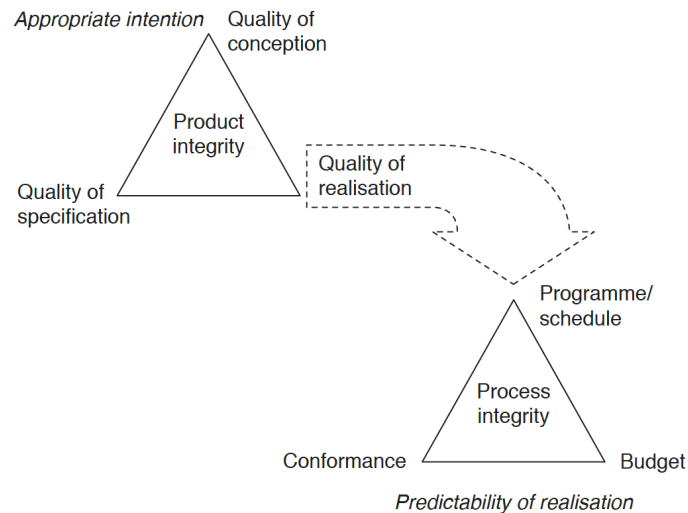 Appropriate intention
Quality of
conception
Product
integrity
Quality of
specification
Quality of
realisation
Programme/
schedule
Process
integrity
Conformance
Budget
Predictability of realisation